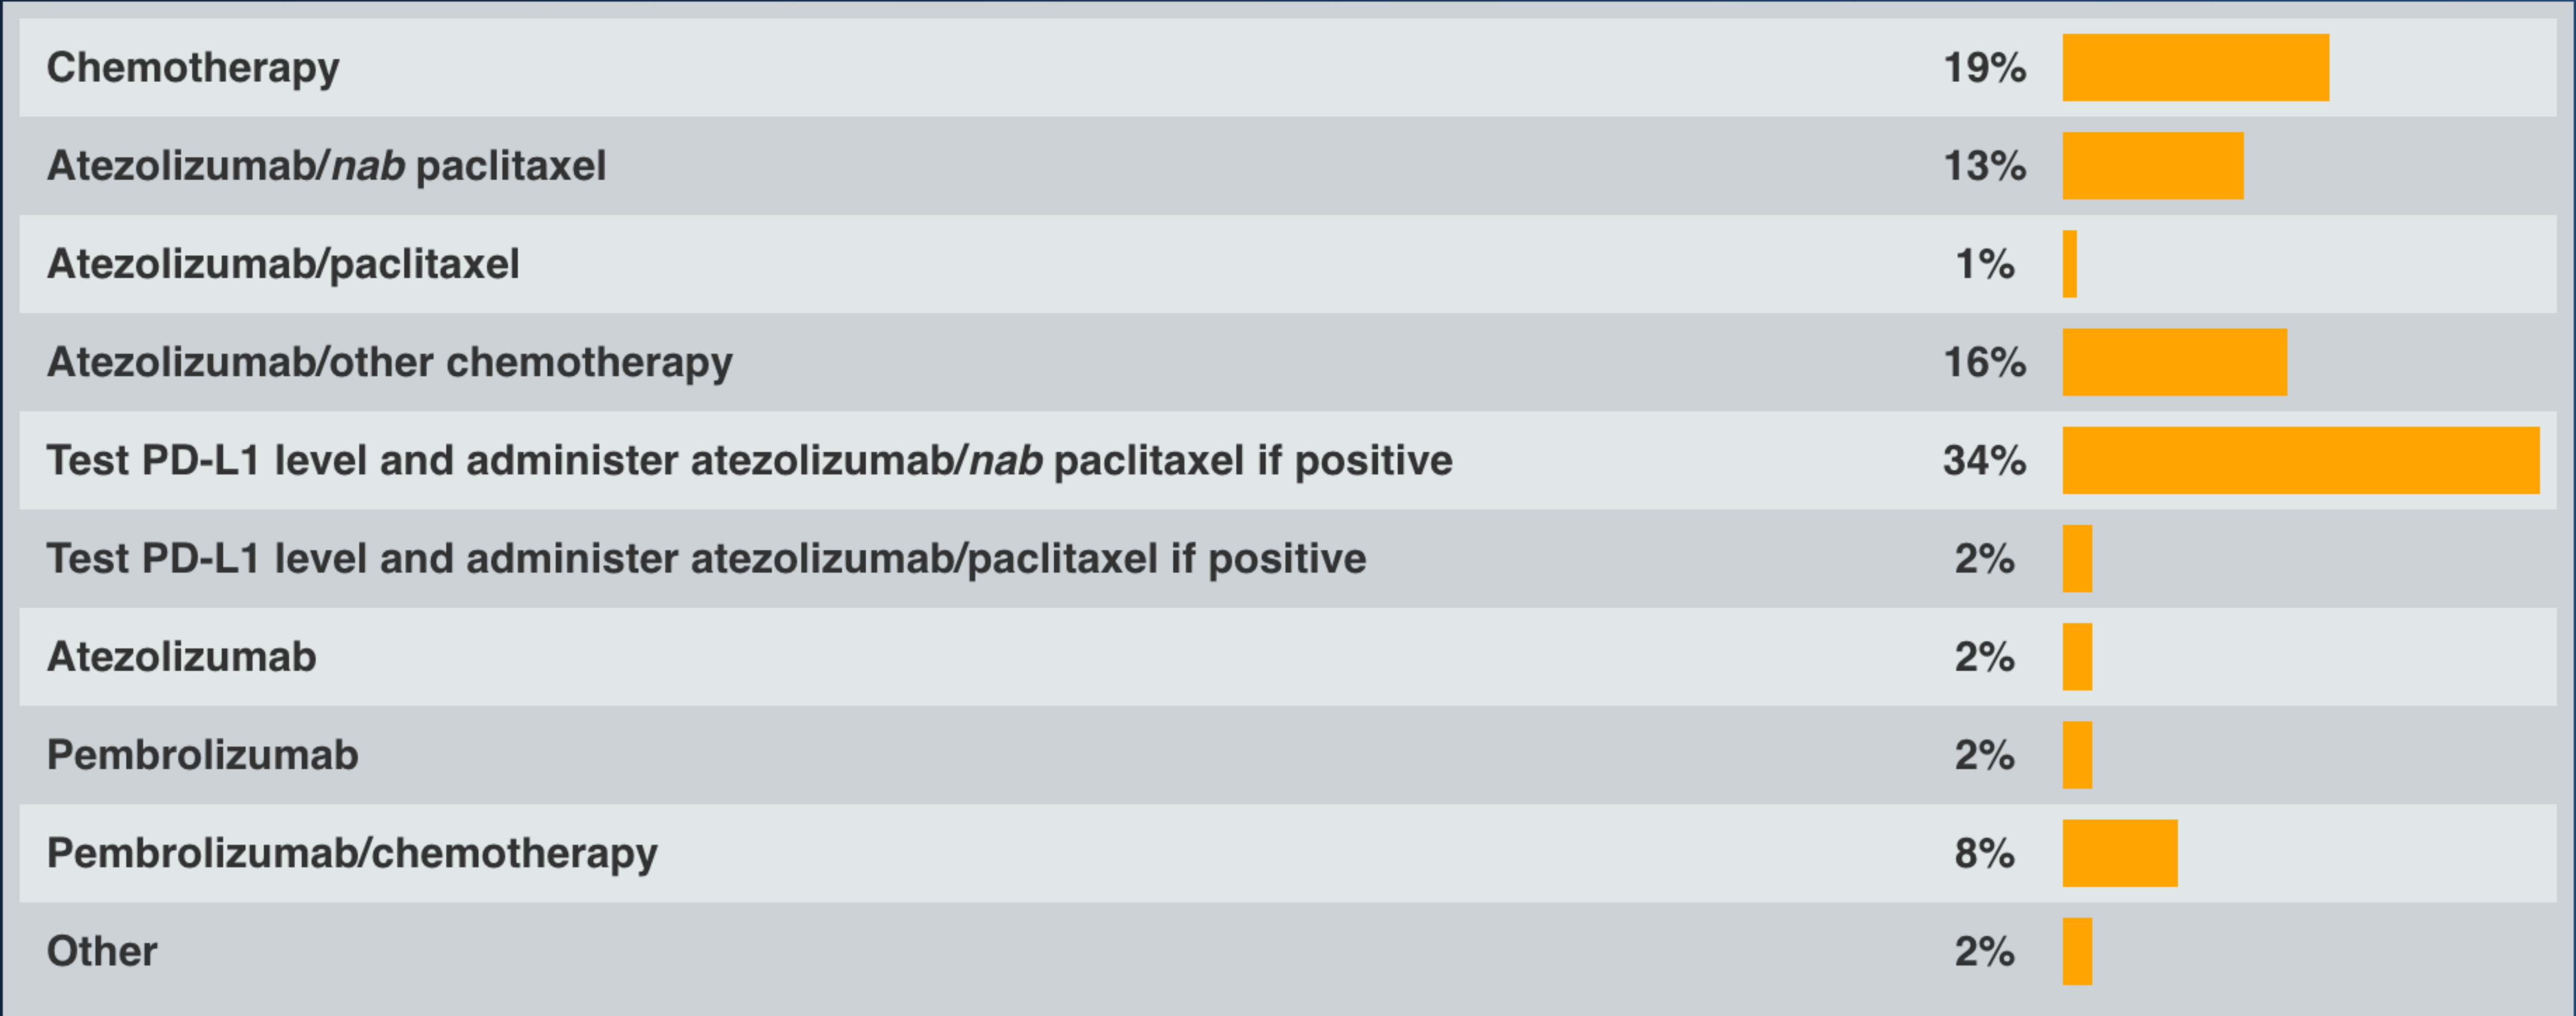 Chemotherapy 19%
Atezolizumab/nab paclitaxel 13%
Atezolizumab/paclitaxel 1%
Atezolizumab/other chemotherapy 16%
Test PD-L1 level and administer atezolizumab/nab paclitaxel if positive 34%
Test PD-L1 level and administer atezolizumab/paclitaxel if positive 2%
Atezolizumab 2%
Pembrolizumab 2%
Pembrolizumab/chemotherapy 8%
Other 2%